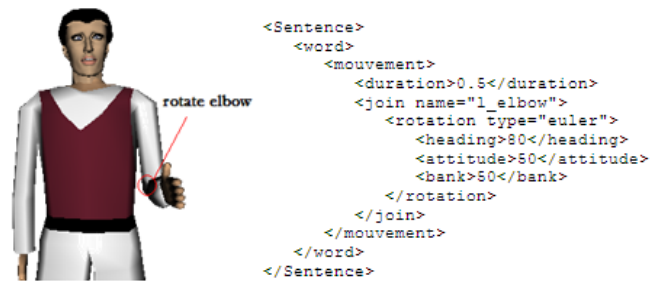 rotate elbow
<Sentence>
<word>
<mouvement>
<duration>0.5</duration>
<join name="l_elbow">
<rotation type="euler">
<heading>80</heading>
<attitude>50</attitude>
<bank>50</bank>
</rotation>
</join>
</mouvement>
</word>
</Sentence>